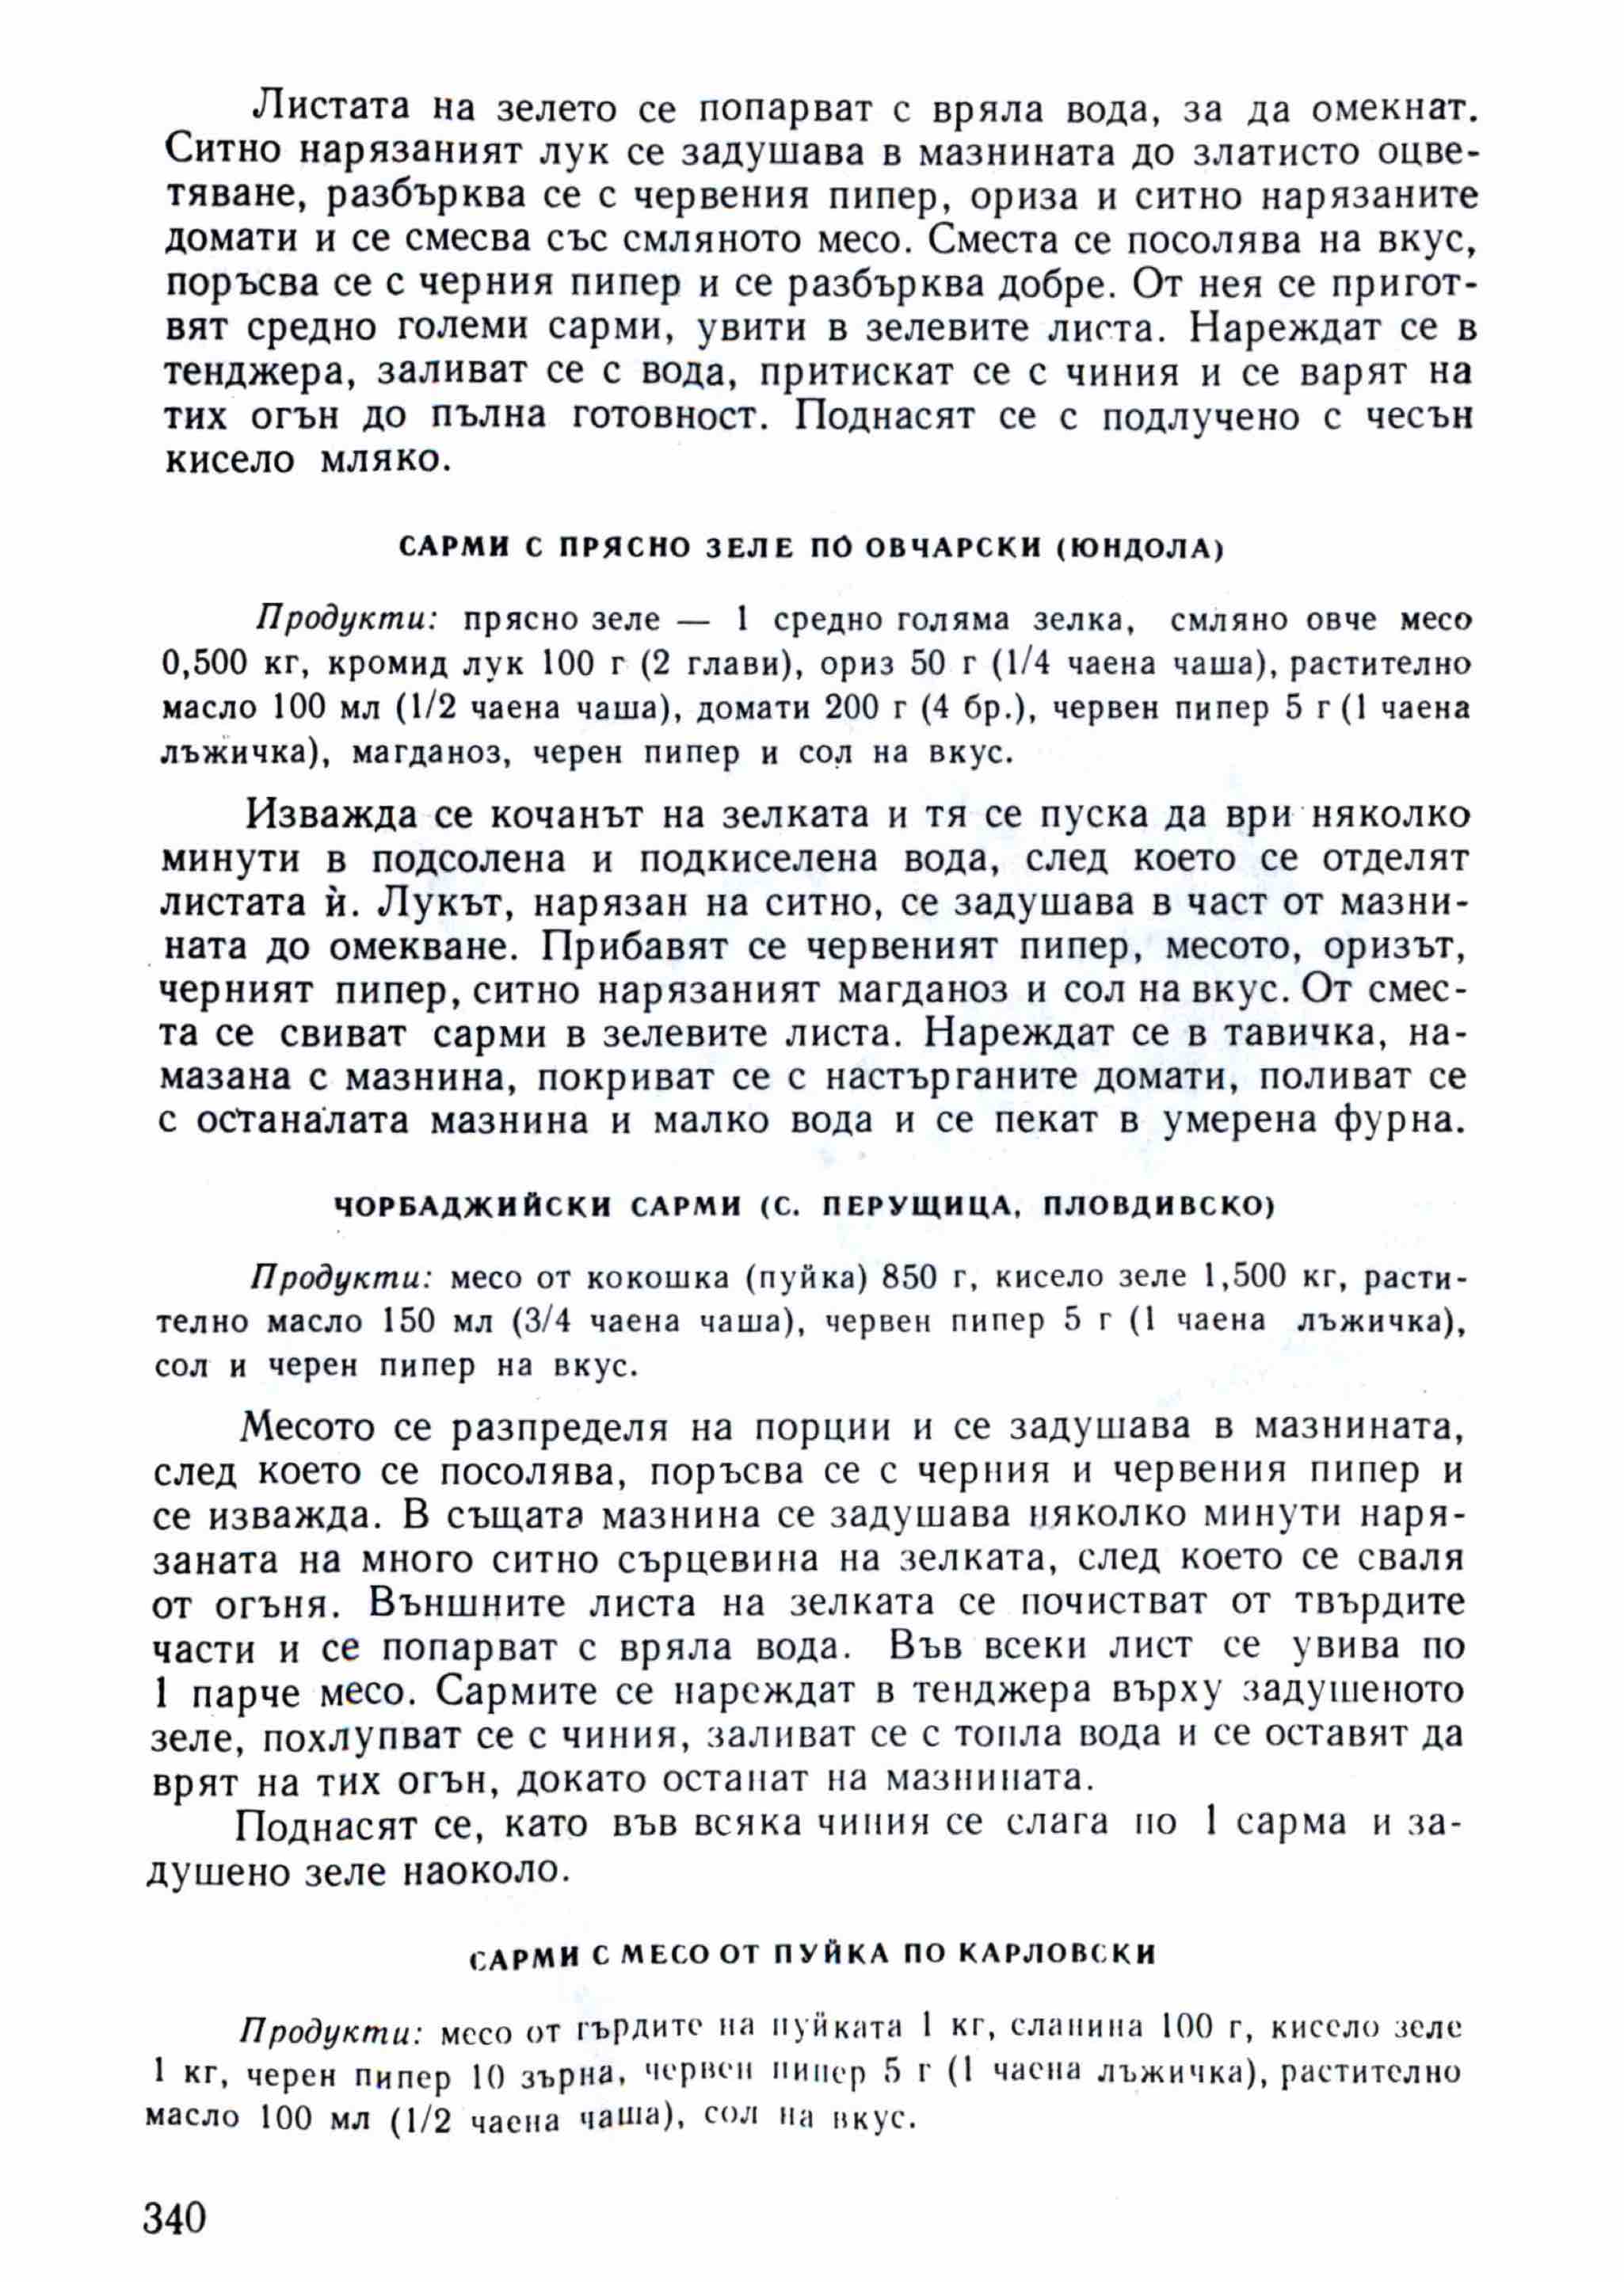 Листата на зелето се попарват с вряла вода, за да омекнат.
Ситно нарязаният лук се задушава в мазнината до златисто оцве-
тяване, разбърква се с червения пипер, ориза и ситно нарязаните
домати и се смесва със смляното месо. Сместа се посолява на вкус,
поръсва се с черния пипер и се разбърква добре. От нея се пригот-
вят средно големи сарми, увити в зелевите листа. Нареждат се в
тенджера, заливат се с вода, притискат се с чиния и се варят на
тих огън до пълна готовност. Поднасят се с подлучено с чесън
кисело мляко.
САРМИ С ПРЯСНО ЗЕЛЕ ПО ОВЧАРСКИ (ЮНДОЛА)
Продукти: прясно зеле — 1 средно голяма зелка, смляно овче месо
0,500 кг, кромид лук 100 г (2 глави), ориз 50 г (1/4 чаена чаша), растително
масло 100 мл (1/2 чаена чаша), домати 200 г (4 бр.), червен пипер 5 г (1 чаена
лъжичка), магданоз, черен пипер и сол на вкус.
Изважда се кочанът на зелката и тя се пуска да ври няколко
минути в подсолена и подкиселена вода, след което се отделят
листата ѝ. Лукът, нарязан на ситно, се задушава в част от мазни-
ната до омекване. Прибавят се червеният пипер, месото, оризът,
черният пипер, ситно нарязаният магданоз и сол на вкус. От смес-
та се свиват сарми в зелевите листа. Нареждат се в тавичка, на-
мазана с мазнина, покриват се с настърганите домати, поливат се
с останалата мазнина и малко вода и се пекат в умерена фурна.
ЧОРБАДЖИЙСКИ САРМИ (С. ПЕРУЩИЦА, ПЛОВДИВСКО)
Продукти: месо от кокошка (пуйка) 850 г, кисело зеле 1,500 кг, расти-
телно масло 150 мл (3/4 чаена чаша), червен пипер 5 г (1 чаена лъжичка),
сол и черен пипер на вкус.
Месото се разпределя на порции и се задушава в мазнината,
след което се посолява, поръсва се с черния и червения пипер и
се изважда. В същата мазнина се задушава няколко минути наря-
заната на много ситно сърцевина на зелката, след което се сваля
от огъня. Външните листа на зелката се почистват от твърдите
части и се попарват с вряла вода. Във всеки лист се увива по
1 парче месо. Сармите се нареждат в тенджера върху задушеното
зеле, похлупват се с чиния, заливат се с топла вода и се оставят да
врят на тих огън, докато останат на мазнината.
Поднасят се, като във всяка чиния се слага по 1 сарма и за-
душено зеле наоколо.
САРМИ С МЕСО ОТ ПУЙКА ПО КАРЛОВСКИ
Продукти: месо от гърдите на пуйката 1 кг, сланина 100 г, кисело зеле
1 кг, черен пипер 10 зърна, червен пипер 5 г (1 чаена лъжичка), растително
масло 100 мл (1/2 чаена чаша), сол на вкус.
340